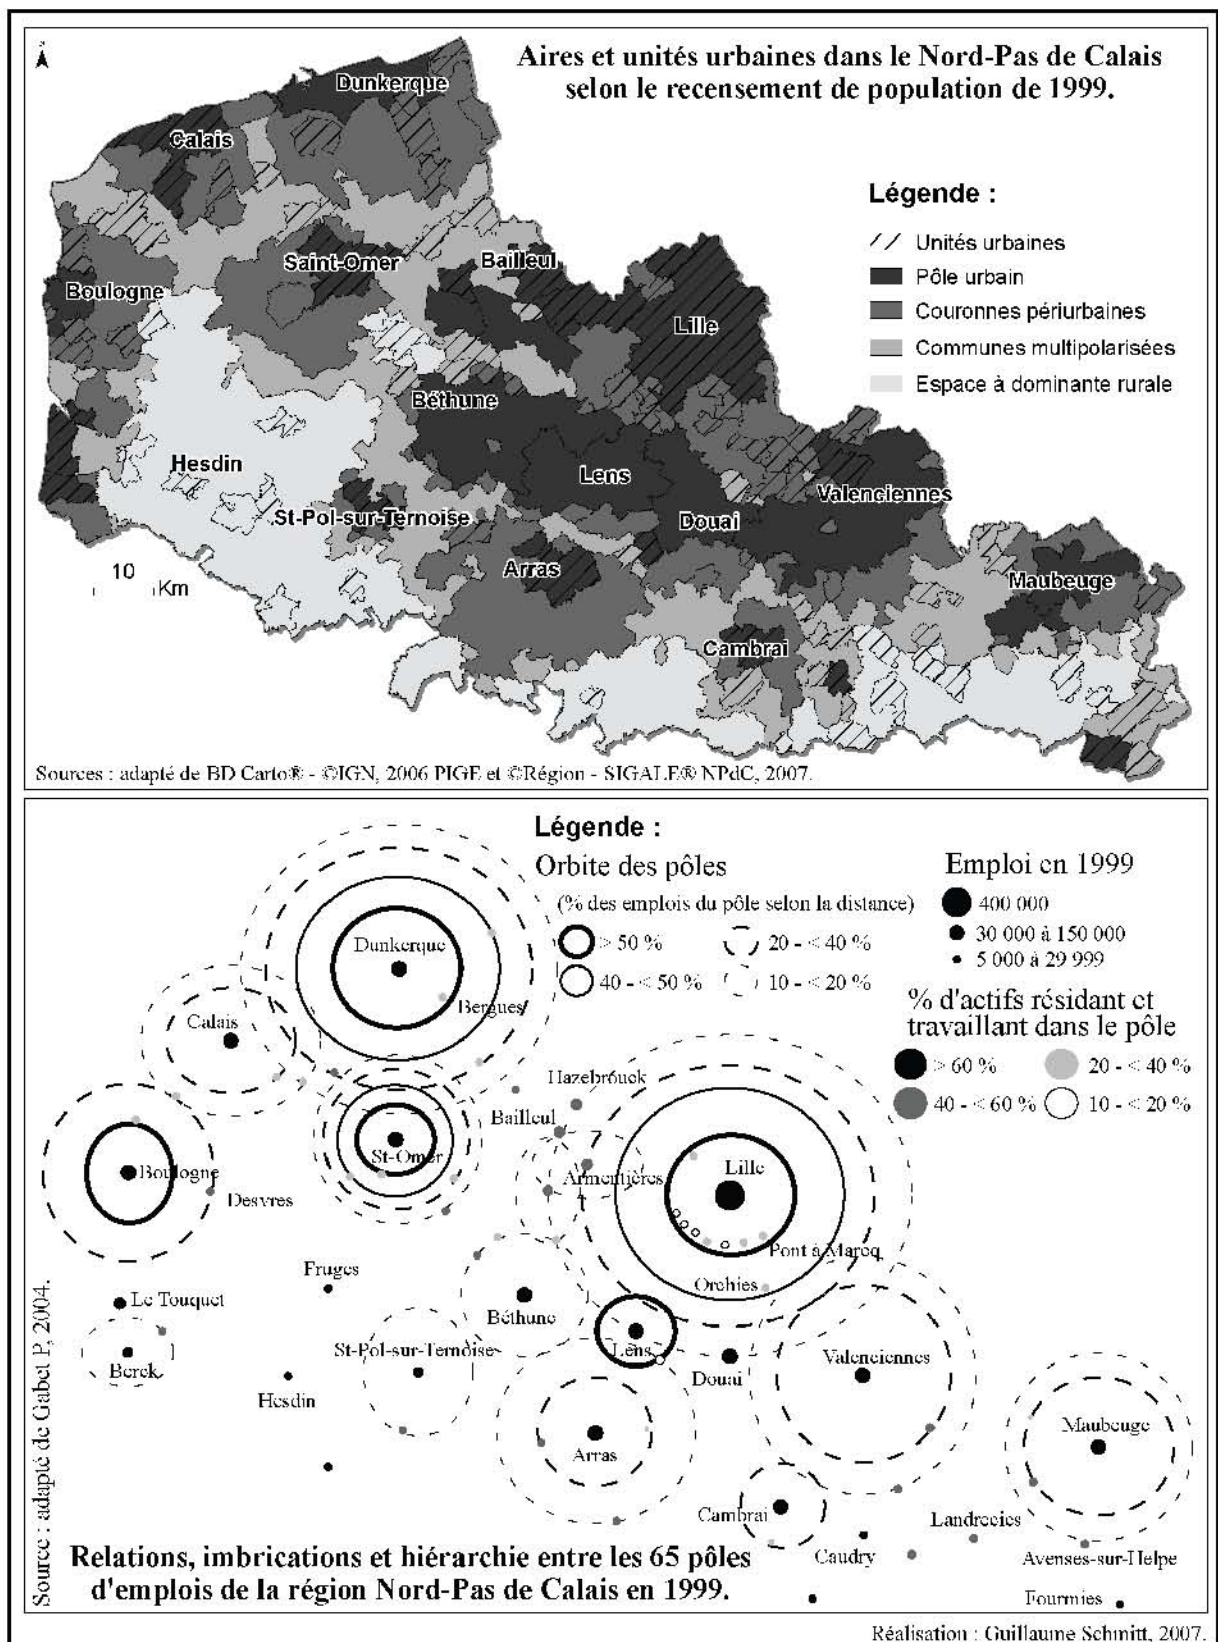 Aires et unités urbaines dans le Nord-Pas de Calais
selon le recensement de population de 1999.
Dunkerque
Calais
Saint-Omer
Bailleul
Boulogne
Lille
Béthune
Hesdin
Lens
Valenciennes
St-Pol-sur-Ternoise
Douai
Arras
Maubeuge
Cambrai
10
Km
Légende :
Unités urbaines
Pôle urbain
Couronnes périurbaines
Communes multipolarisées
Espace à dominante rurale
Sources : adapté de BD Carto® - ©IGN, 2006 PIGE et ©Région - SIGALE® NPdC, 2007.
Légende :
Orbite des pôles
(% des emplois du pôle selon la distance)
> 50 %
20 - < 40 %
40 - < 50 %
10 - < 20 %
Emploi en 1999
400 000
30 000 à 150 000
5 000 à 29 999
% d'actifs résidant et
travaillant dans le pôle
> 60 %
20 - < 40 %
40 - < 60 %
10 - < 20 %
Dunkerque
Bergues
Calais
Hazebröuck
Bailleul
St-Omer
Boulogne
Desvres
Armentières
Lille
Pont à Marcq
Orchies
Fruges
Le Touquet
Béthune
Berck
St-Pol-sur-Ternoise
Lens
Douai
Valenciennes
Hesdin
Arras
Maubeuge
Cambrai
Landrecies
Caudry
Avenses-sur-Helpe
Fourmies
Relations, imbrications et hiérarchie entre les 65 pôles
d'emplois de la région Nord-Pas de Calais en 1999.
Source : adapté de Gabet P, 2004.
Réalisation : Guillaume Schmitt, 2007.